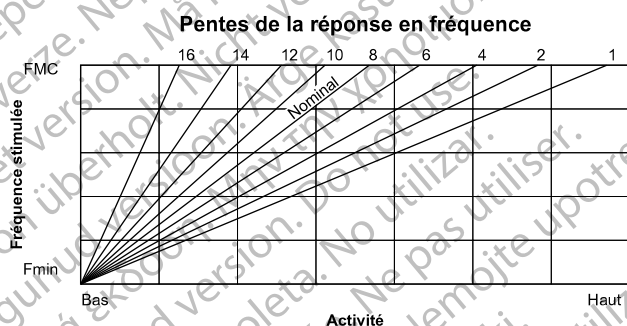 Pentes de la réponse en fréquence
16 14 12 10 8 6 4 2 1
FMC
Nominal
Fréquence stimulée
Fmin
Bas
Haut
Activité